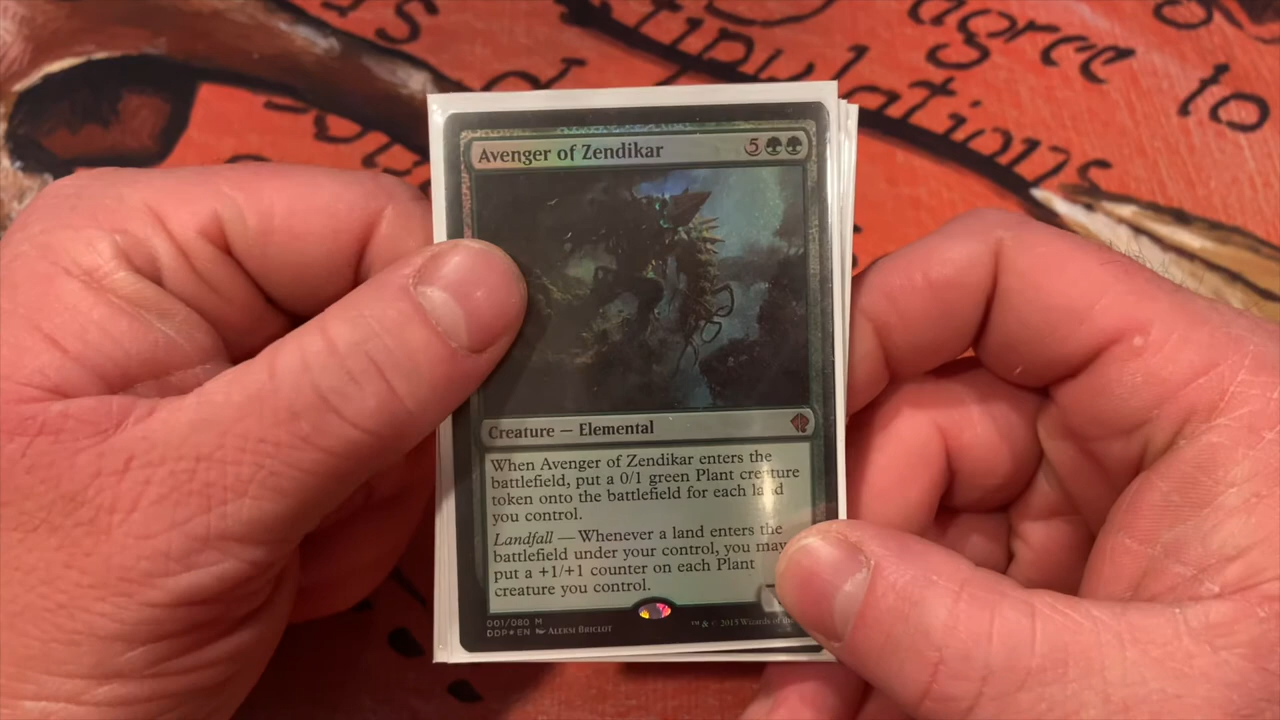 agree to
stipulations
Avenger of Zendikar 5
Creature — Elemental
When Avenger of Zendikar enters the
battlefield, put a 0/1 green Plant creature
token onto the battlefield for each land
you control.
Landfall — Whenever a land enters the
battlefield under your control, you may
put a +1/+1 counter on each Plant
creature you control.
001/080 M
DDP★EN Aleksi Briclot
™ & © 2015 Wizards of the